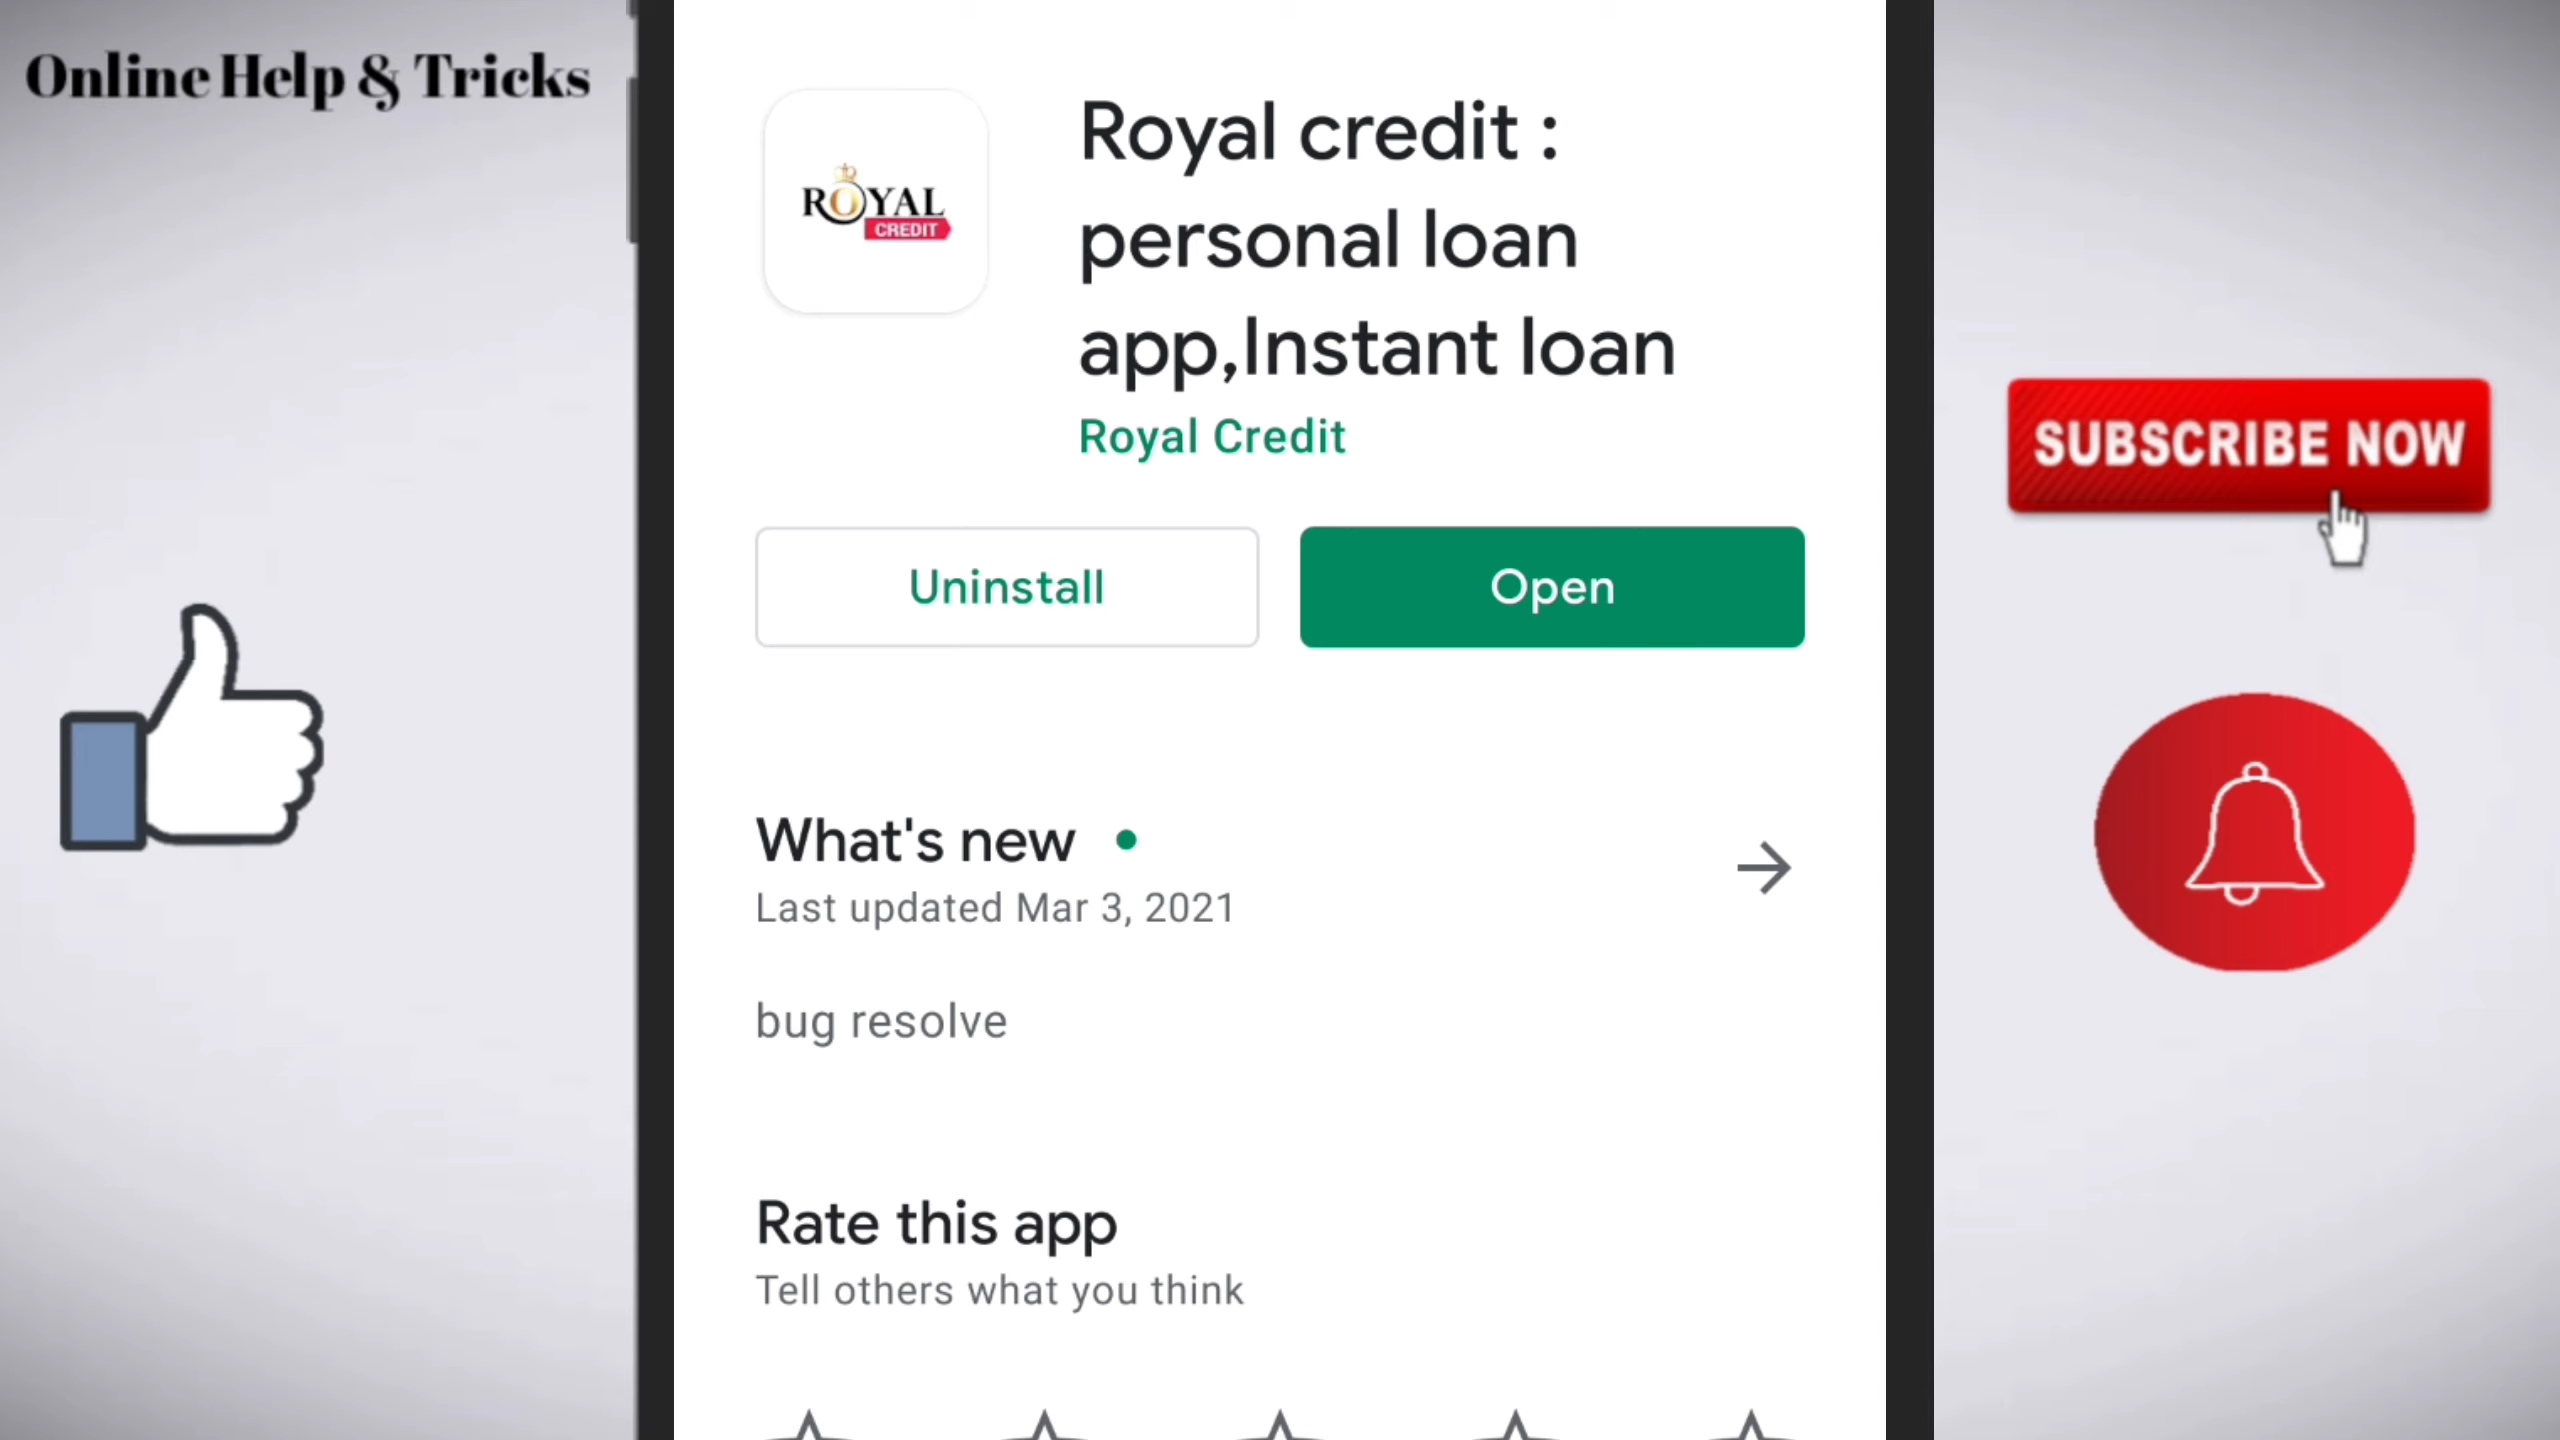 Online Help & Tricks
ROYAL
CREDIT
Royal credit :
personal loan
app,Instant loan
Royal Credit
Uninstall
Open
SUBSCRIBE NOW
What's new
Last updated Mar 3, 2021
bug resolve
Rate this app
Tell others what you think